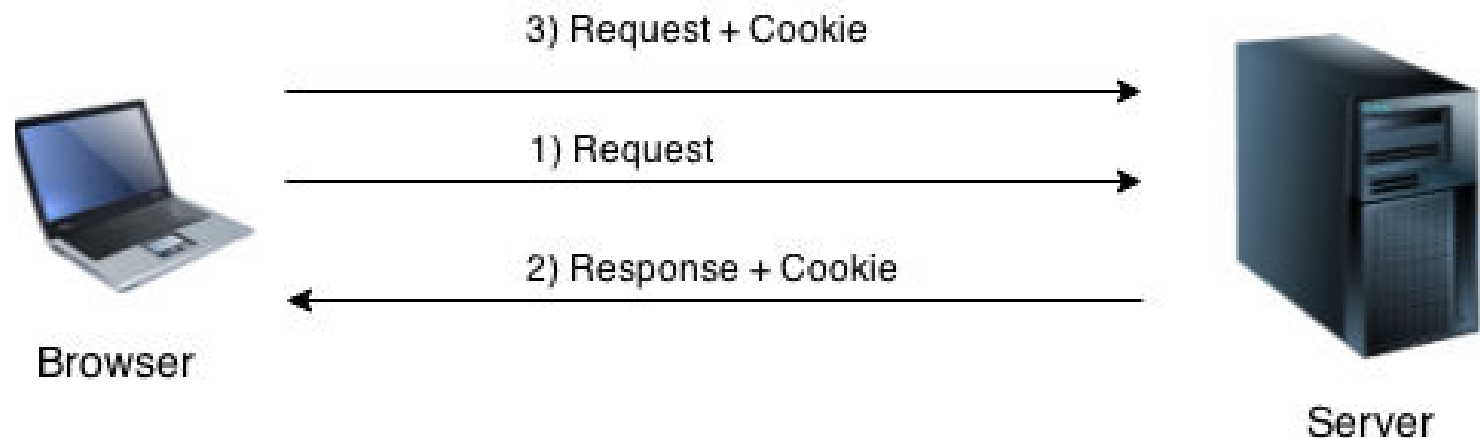 3) Request + Cookie
1) Request
2) Response + Cookie
Browser
Server